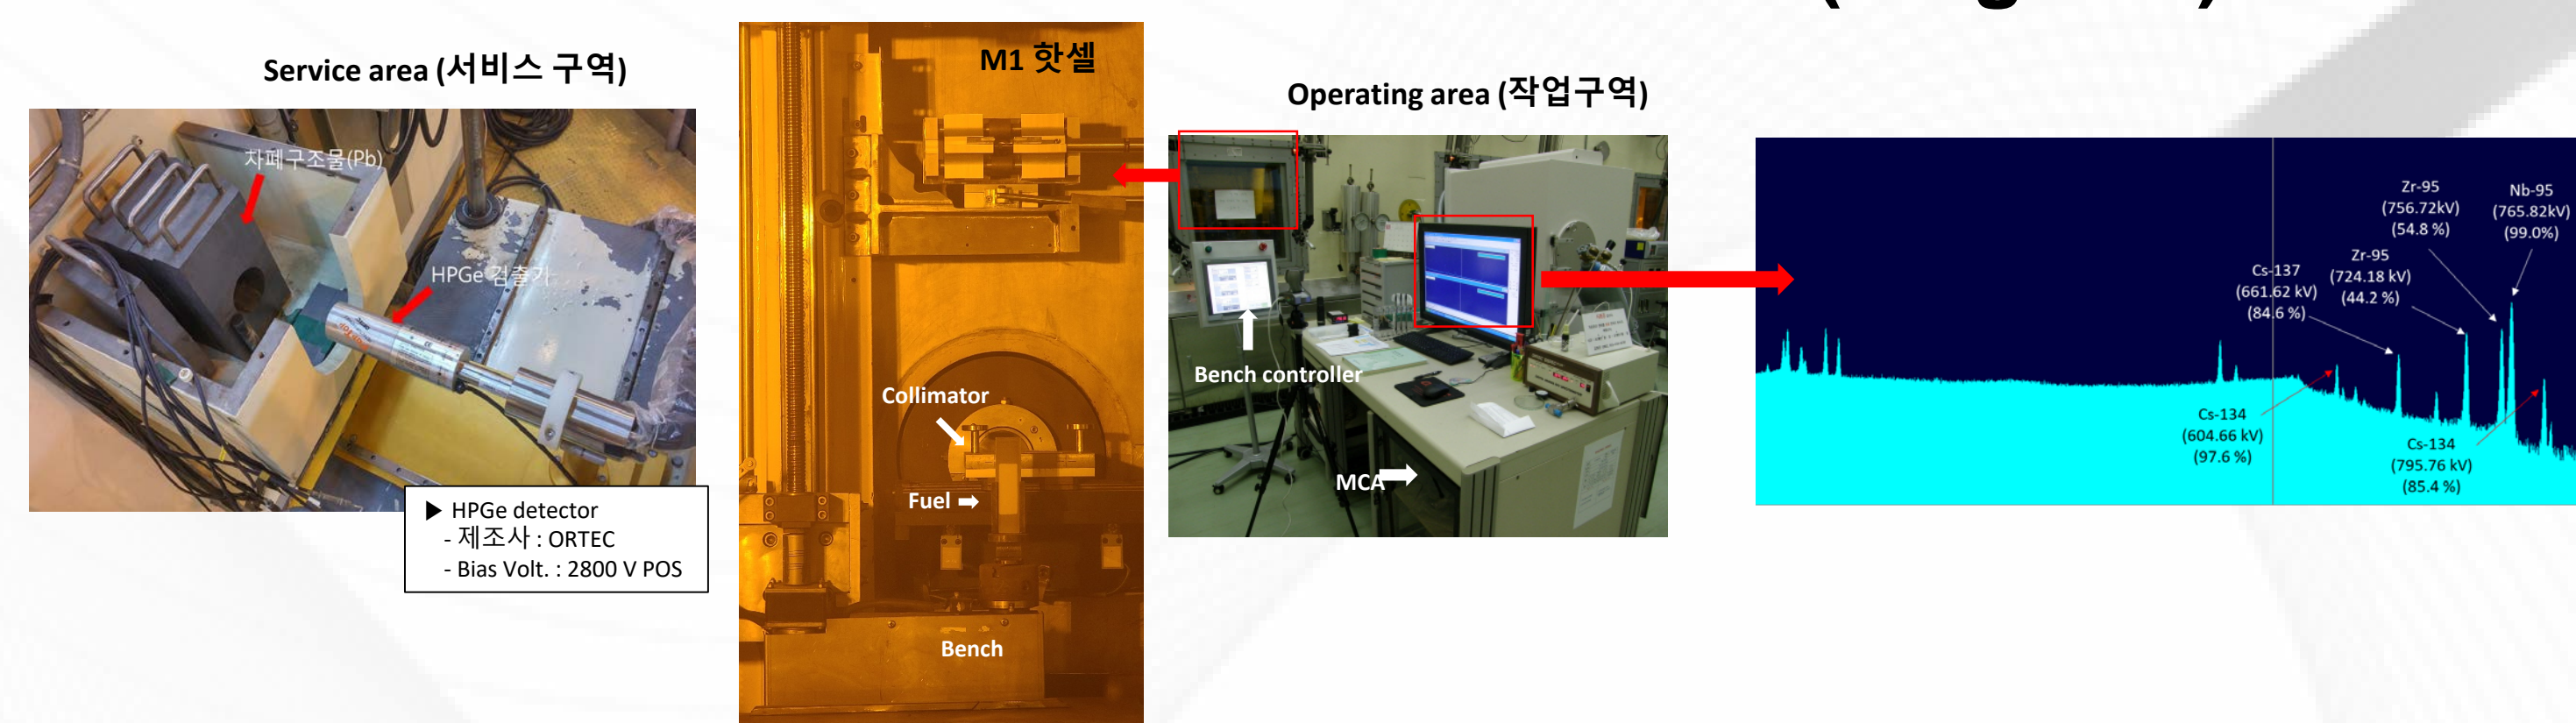 Service area (서비스 구역)
차폐구조물(Pb)
HPGe 검출기
▶ HPGe detector
- 제조사 : ORTEC
- Bias Volt. : 2800 V POS
M1 핫셀
Collimator
Fuel
Bench
Operating area (작업구역)
Bench controller
MCA
Cs-134
(604.66 kV)
(97.6 %)
Cs-137
(661.62 kV)
(84.6 %)
Zr-95
(724.18 kV)
(44.2 %)
Zr-95
(756.72kV)
(54.8 %)
Nb-95
(765.82kV)
(99.0%)
Cs-134
(795.76 kV)
(85.4 %)